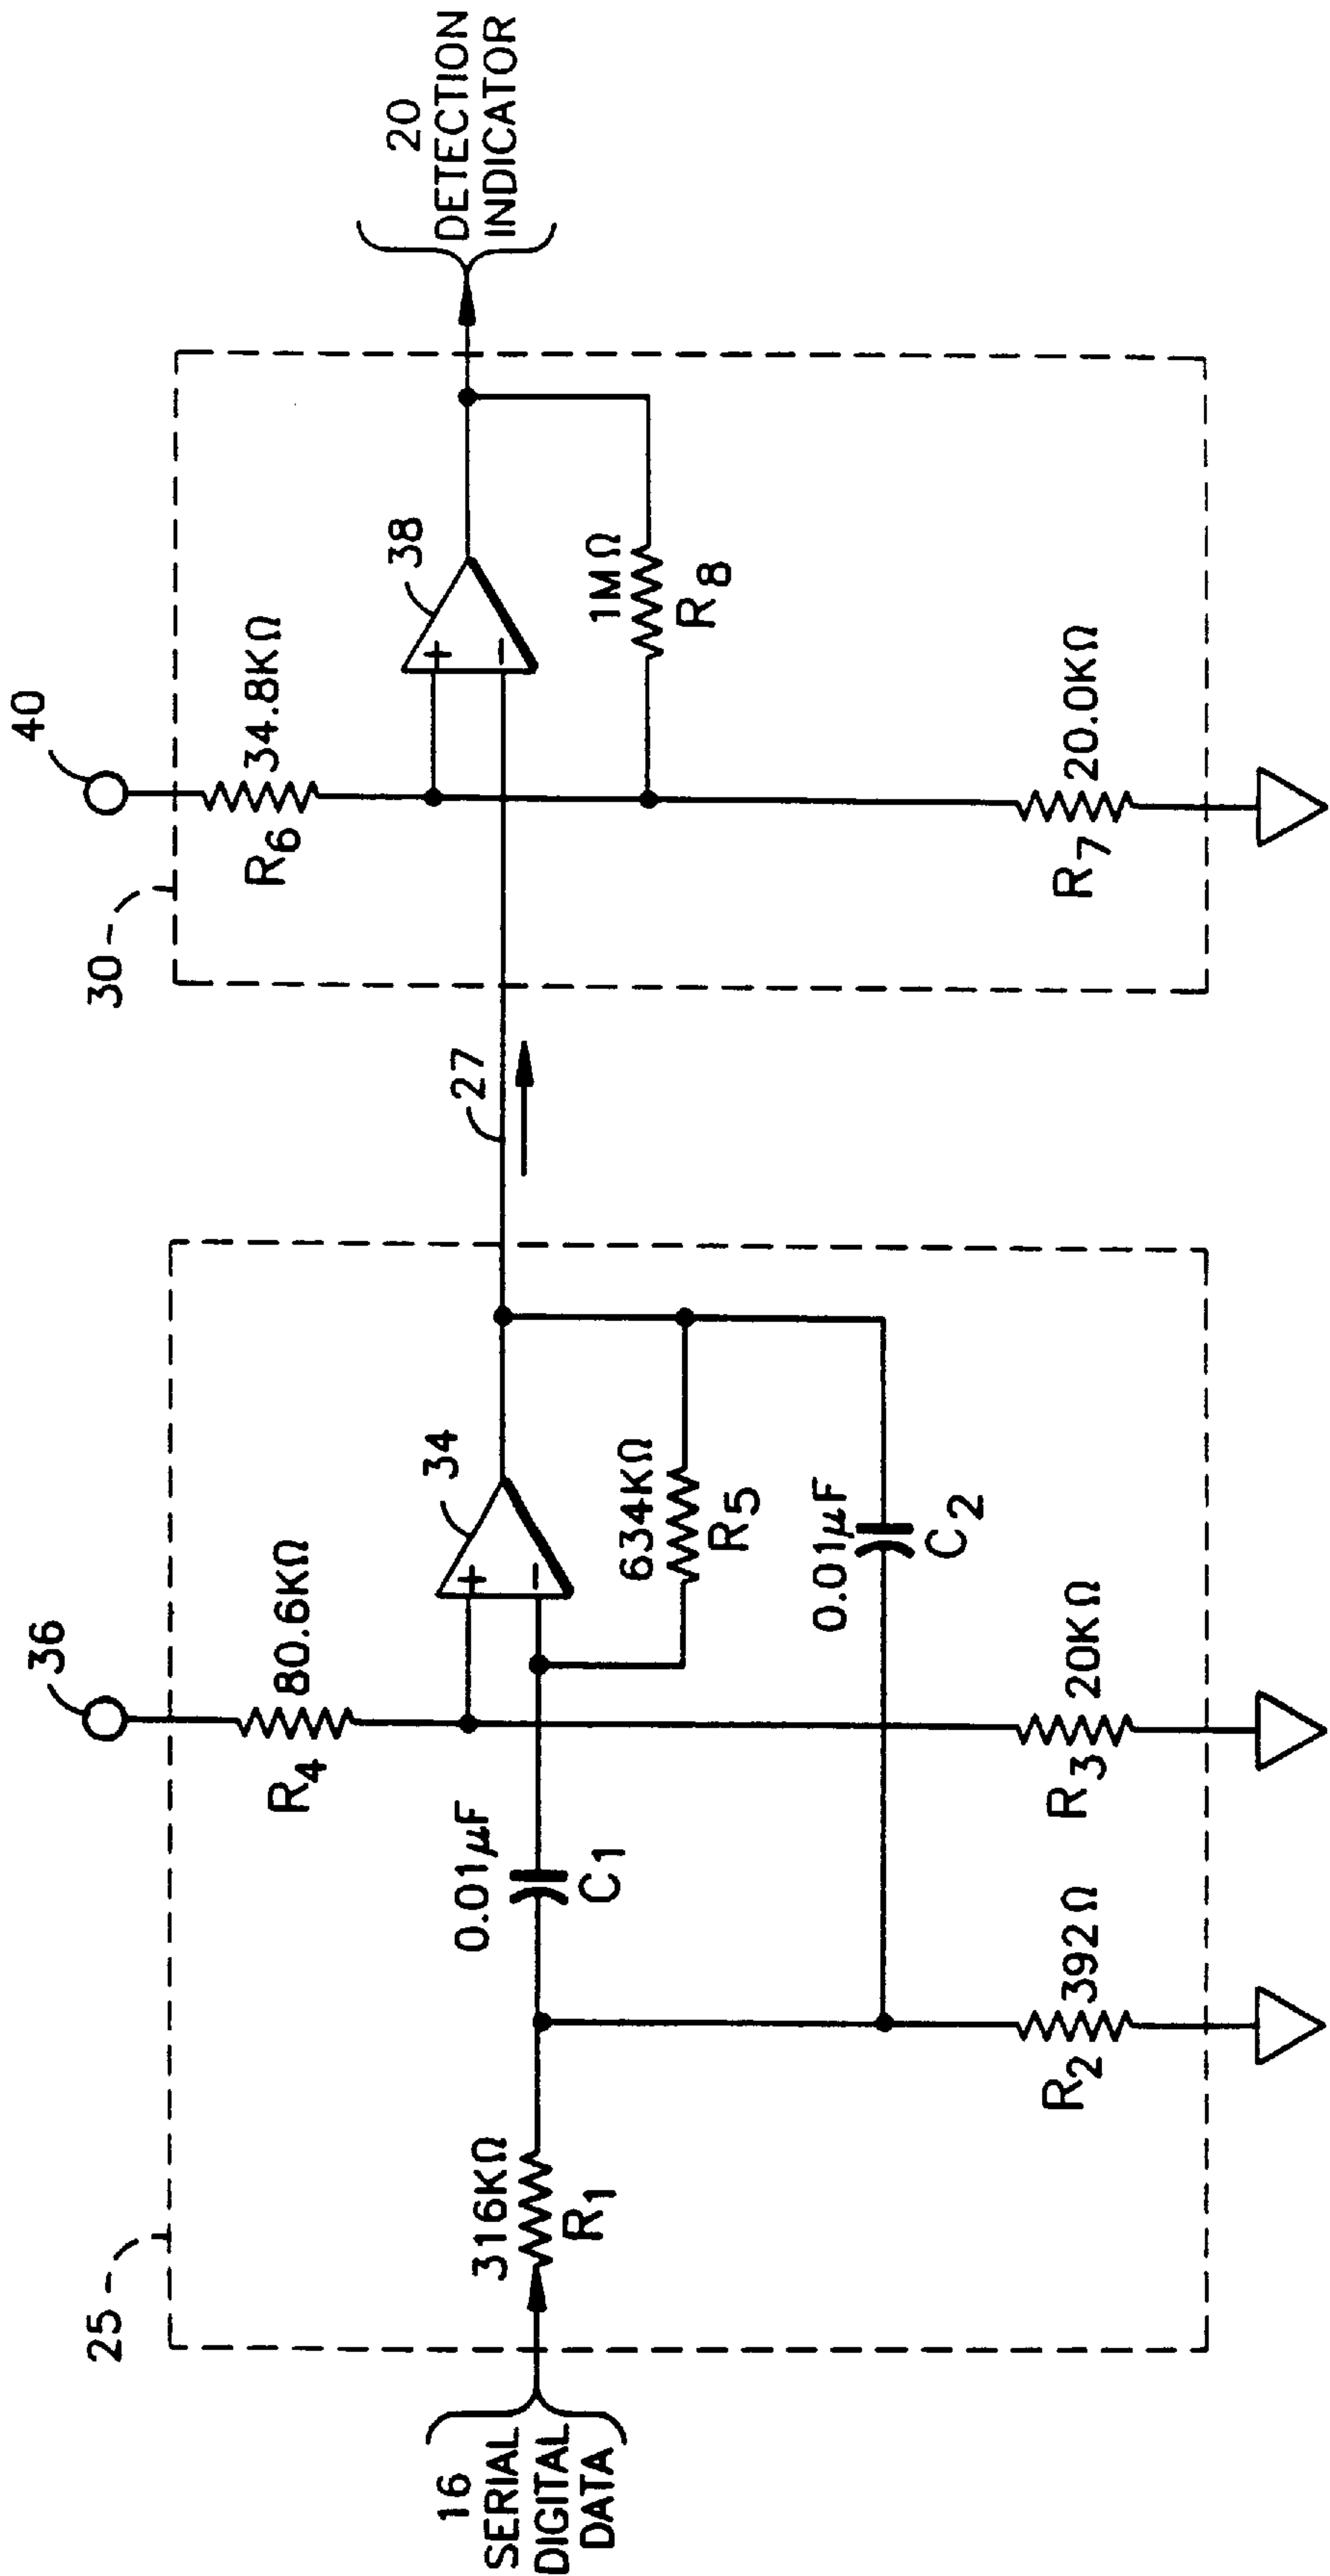 25
36
30
40
316KΩ
R1
0.01µF
C1
R4
80.6KΩ
34
634KΩ
R5
0.01µF
C2
R2
392Ω
R3
20KΩ
27
R6
34.8KΩ
38
1MΩ
R8
R7
20.0KΩ
16
SERIAL
DIGITAL
DATA
20
DETECTION
INDICATOR
+
−
+
−